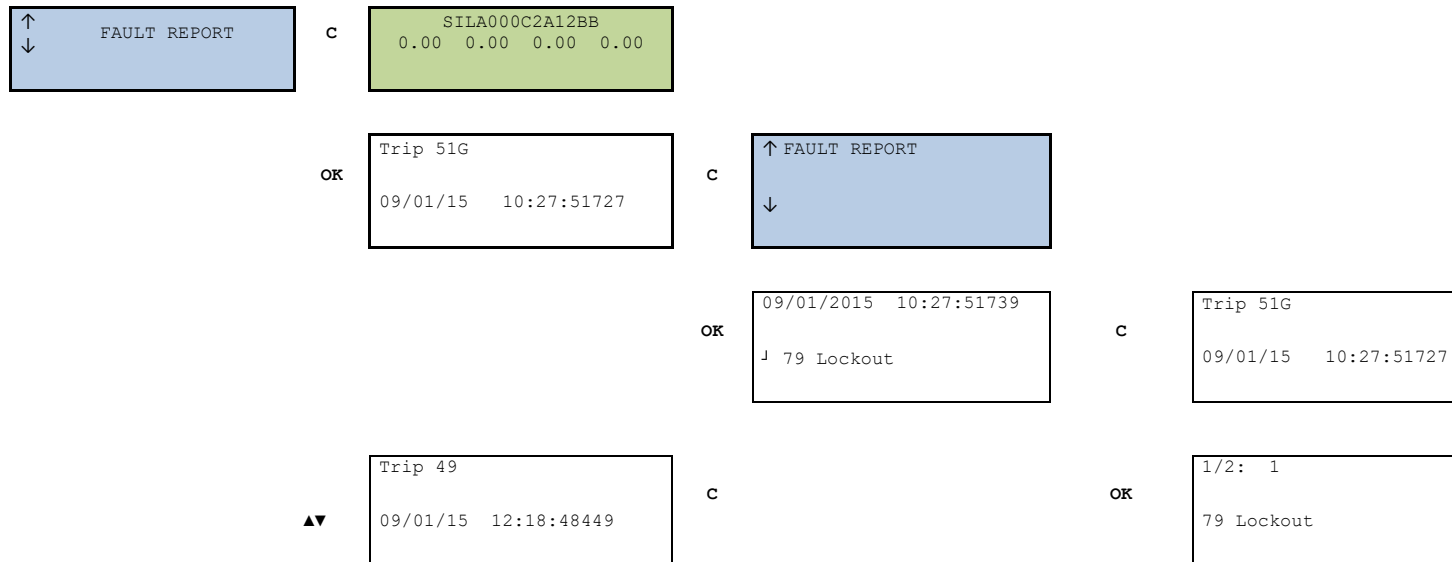 ↑
FAULT REPORT
↓
C
SILA000C2A12BB
0.00 0.00 0.00 0.00
OK
Trip 51G
09/01/15 10:27:51727
C
↑ FAULT REPORT
↓
OK
09/01/2015 10:27:51739
┘ 79 Lockout
C
Trip 51G
09/01/15 10:27:51727
▲▼
Trip 49
09/01/15 12:18:48449
C
OK
1/2: 1
79 Lockout